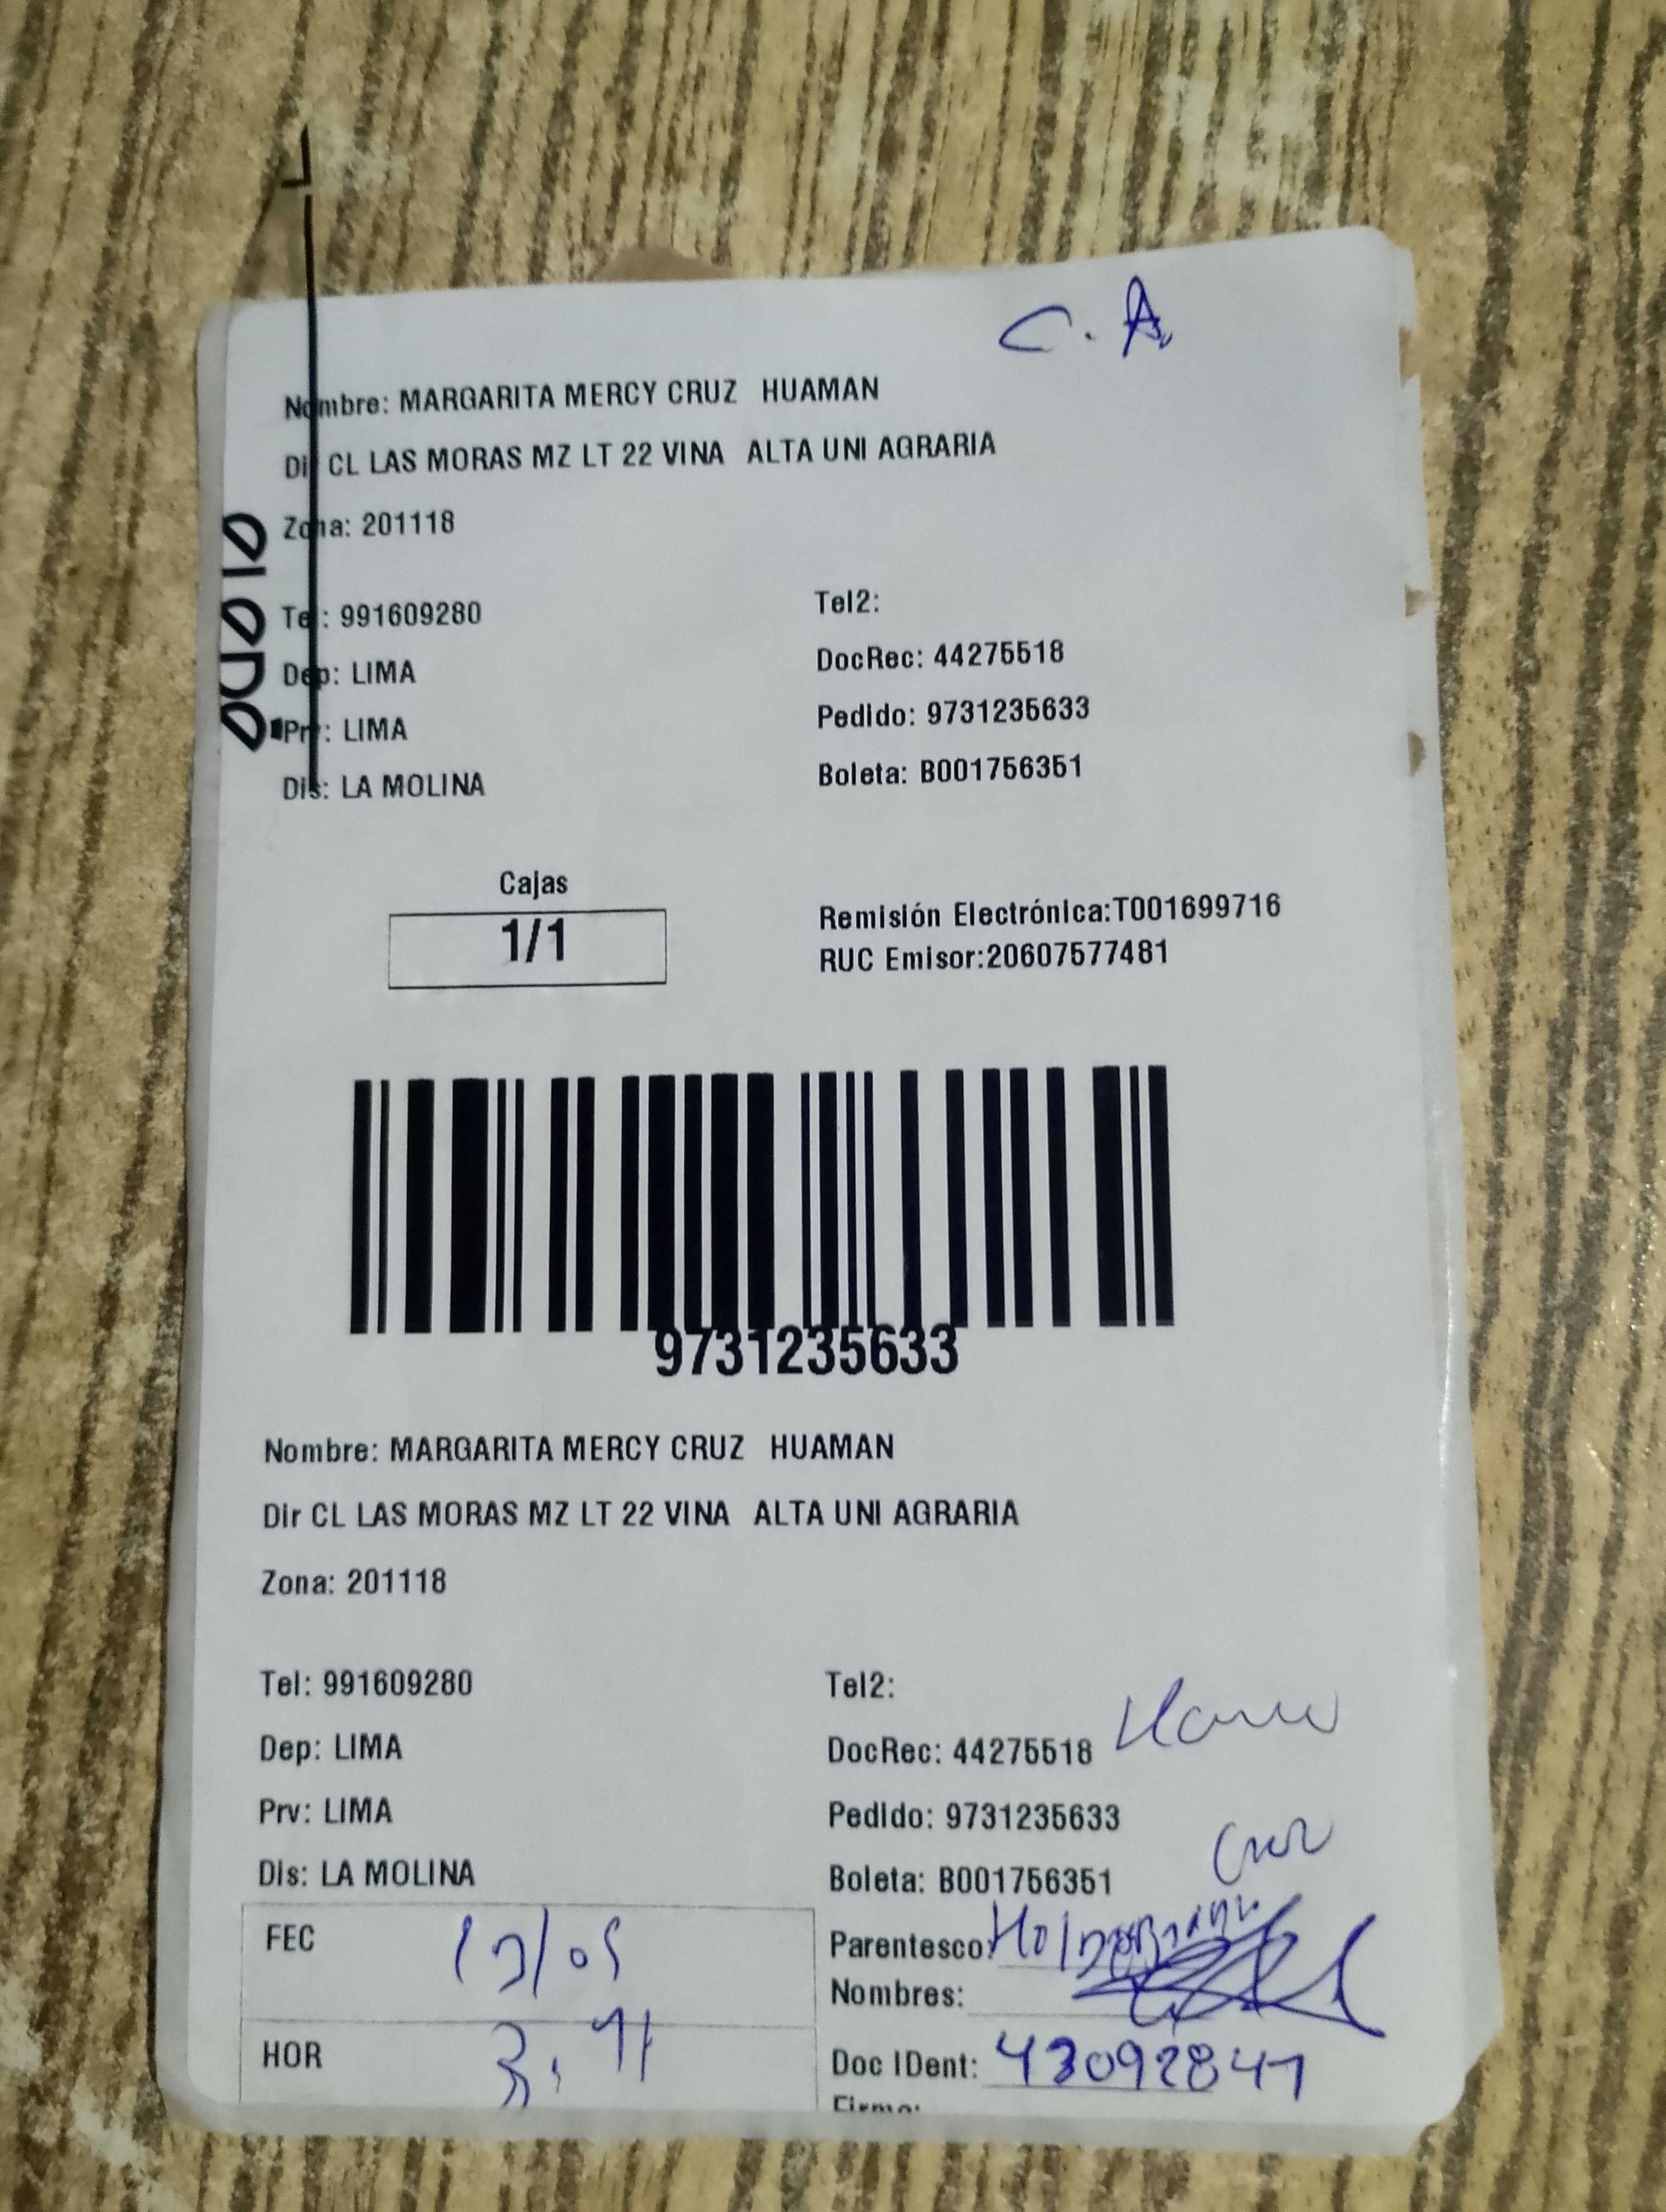 C. A.
Nombre: MARGARITA MERCY CRUZ HUAMAN
Dir CL LAS MORAS MZ LT 22 VINA ALTA UNI AGRARIA
Zona: 201118
Tel: 991609280
Tel2:
Dep: LIMA
DocRec: 44275518
Prv: LIMA
Pedido: 9731235633
Dis: LA MOLINA
Boleta: B001756351
Cajas
1/1
Remisión Electrónica:T001699716
RUC Emisor:20607577481
9731235633
Nombre: MARGARITA MERCY CRUZ HUAMAN
Dir CL LAS MORAS MZ LT 22 VINA ALTA UNI AGRARIA
Zona: 201118
Tel: 991609280
Tel2:
Dep: LIMA
DocRec: 44275518
Prv: LIMA
Pedido: 9731235633
Cruz
Dis: LA MOLINA
Boleta: B001756351
FEC
Parentesco:
Nombres:
HOR
Doc IDent: 43092847
Firma: